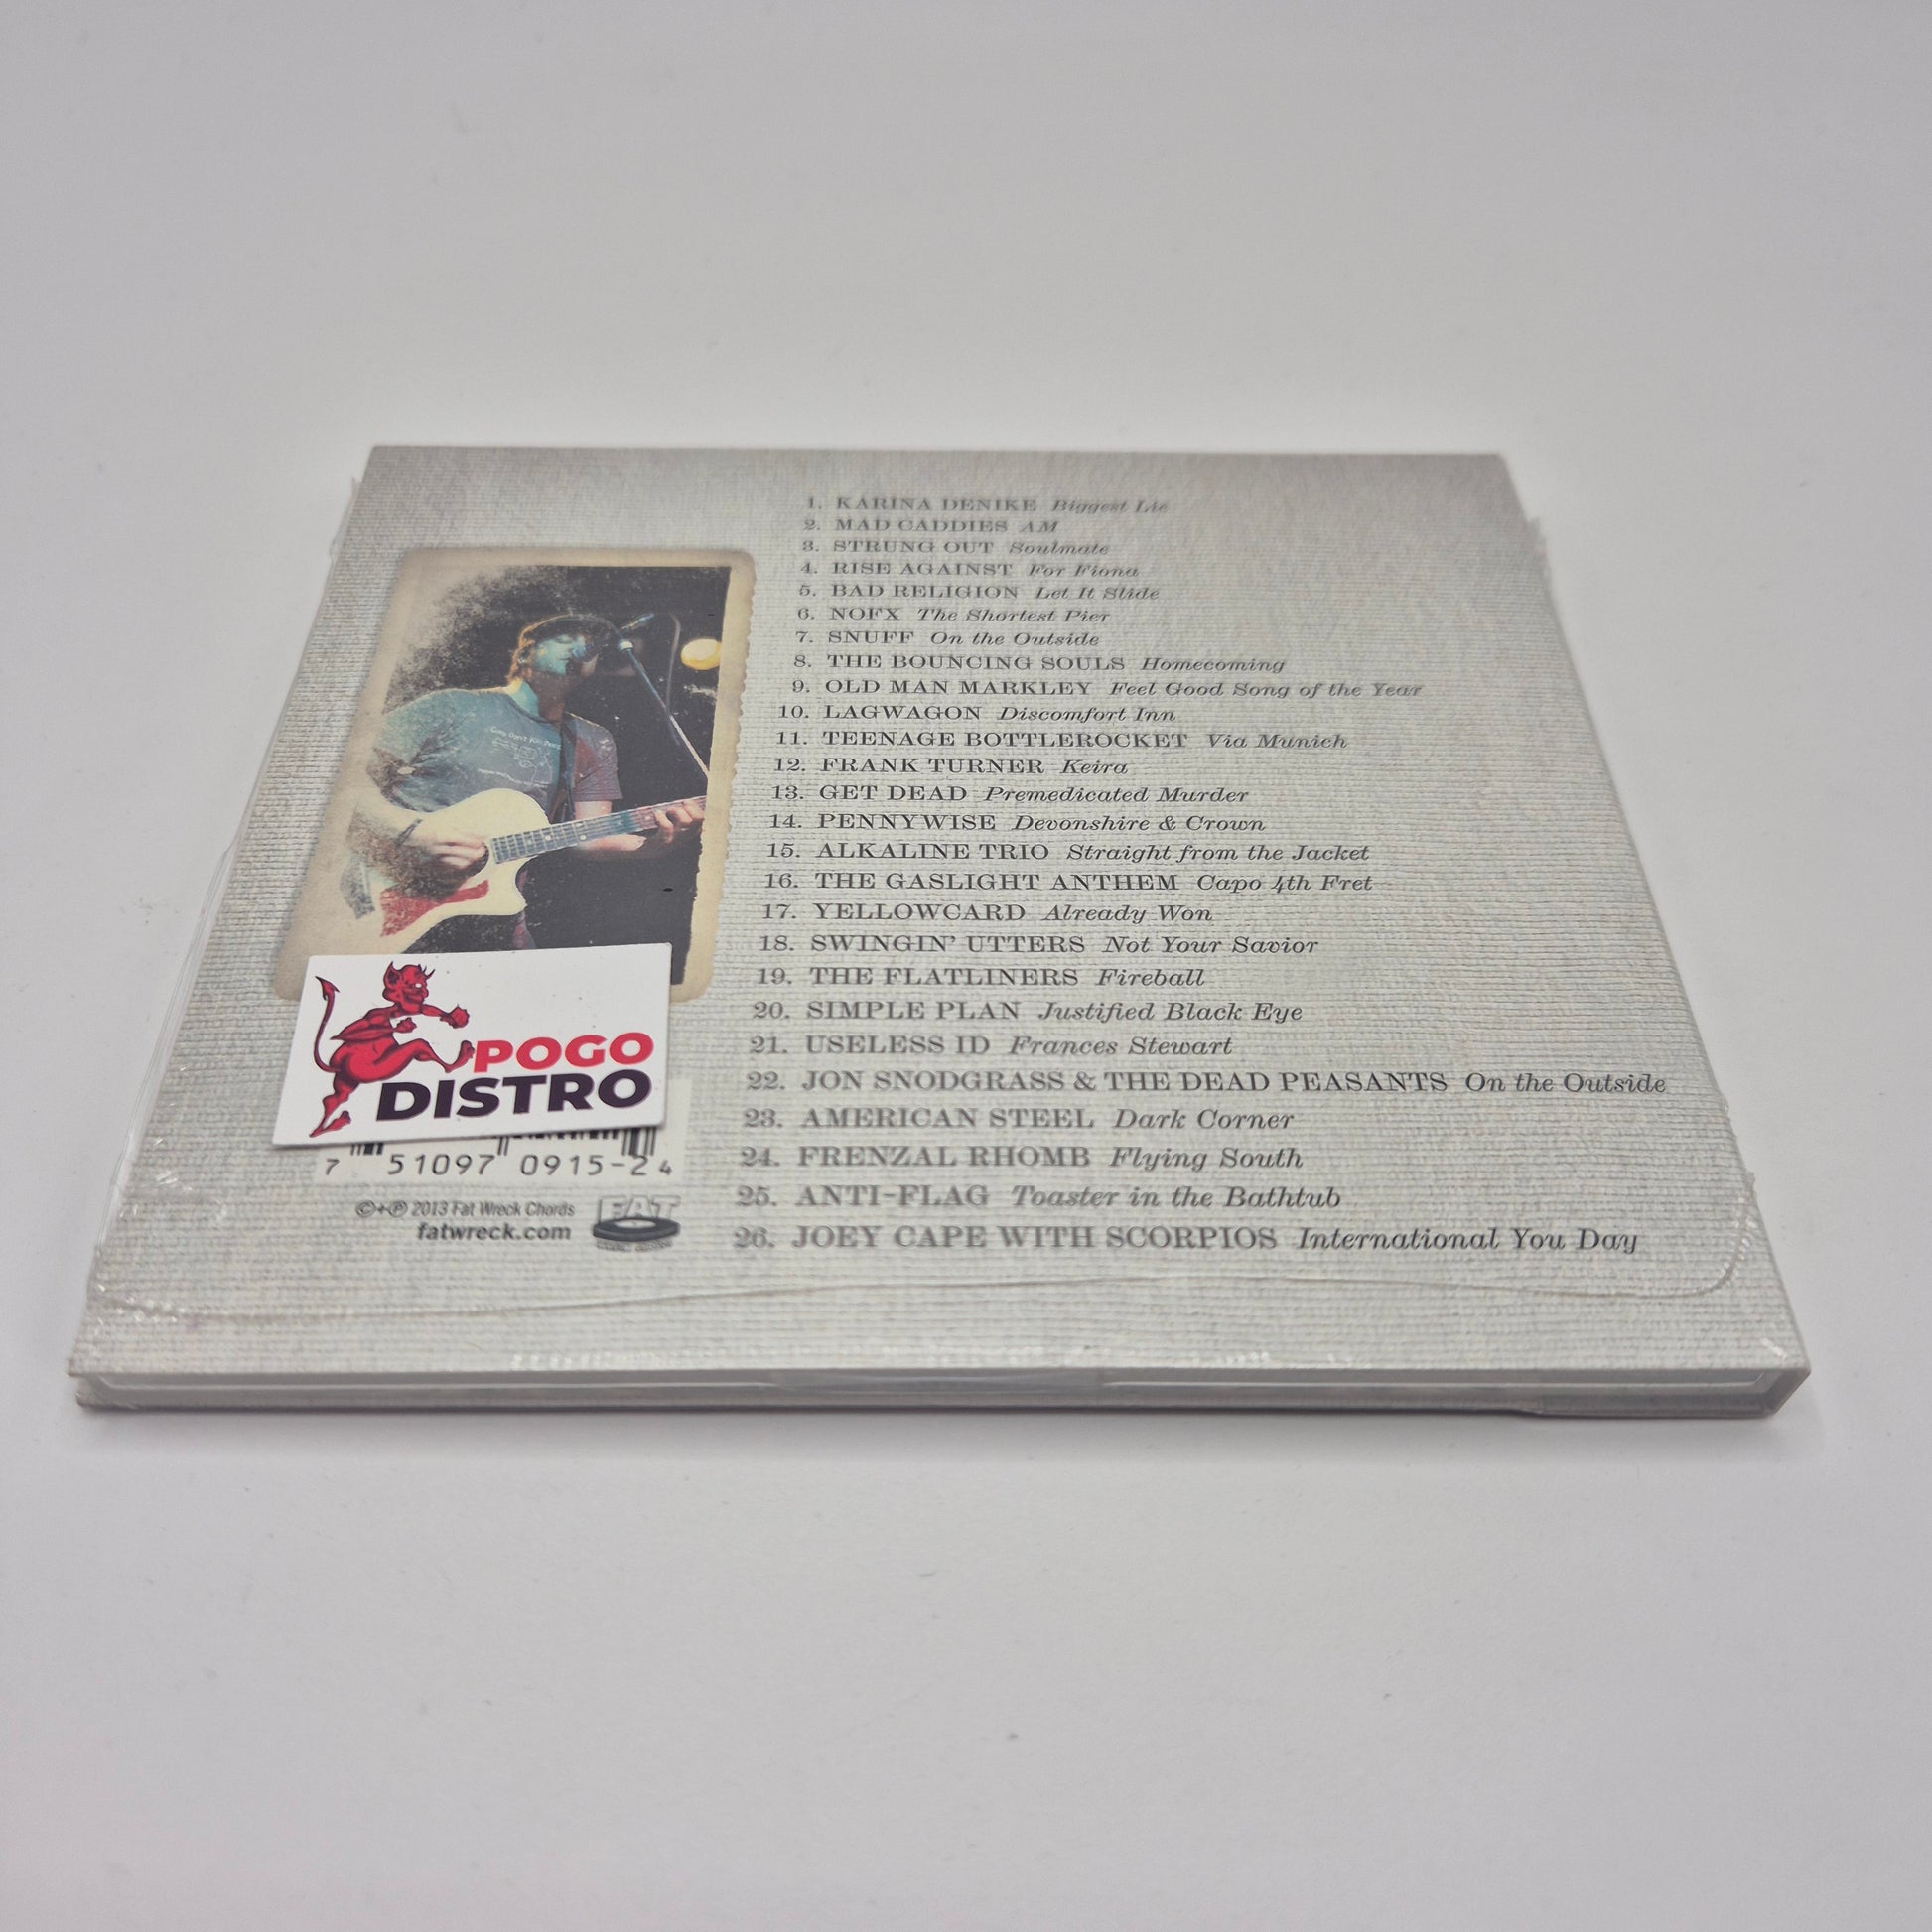 1. KARINA DENIKE Biggest Lie
2. MAD CADDIES AM
3. STRUNG OUT Soulmate
4. RISE AGAINST For Fiona
5. BAD RELIGION Let It Slide
6. NOFX The Shortest Pier
7. SNUFF On the Outside
8. THE BOUNCING SOULS Homecoming
9. OLD MAN MARKLEY Feel Good Song of the Year
10. LAGWAGON Discomfort Inn
11. TEENAGE BOTTLEROCKET Via Munich
12. FRANK TURNER Keira
13. GET DEAD Premedicated Murder
14. PENNYWISE Devonshire & Crown
15. ALKALINE TRIO Straight from the Jacket
16. THE GASLIGHT ANTHEM Capo 4th Fret
17. YELLOWCARD Already Won
18. SWINGIN' UTTERS Not Your Savior
19. THE FLATLINERS Fireball
20. SIMPLE PLAN Justified Black Eye
21. USELESS ID Frances Stewart
22. JON SNODGRASS & THE DEAD PEASANTS On the Outside
23. AMERICAN STEEL Dark Corner
24. FRENZAL RHOMB Flying South
25. ANTI-FLAG Toaster in the Bathtub
26. JOEY CAPE WITH SCORPIOS International You Day
POGO
DISTRO
7 51097 0915-2 4
©+℗ 2013 Fat Wreck Chords
fatwreck.com
FAT